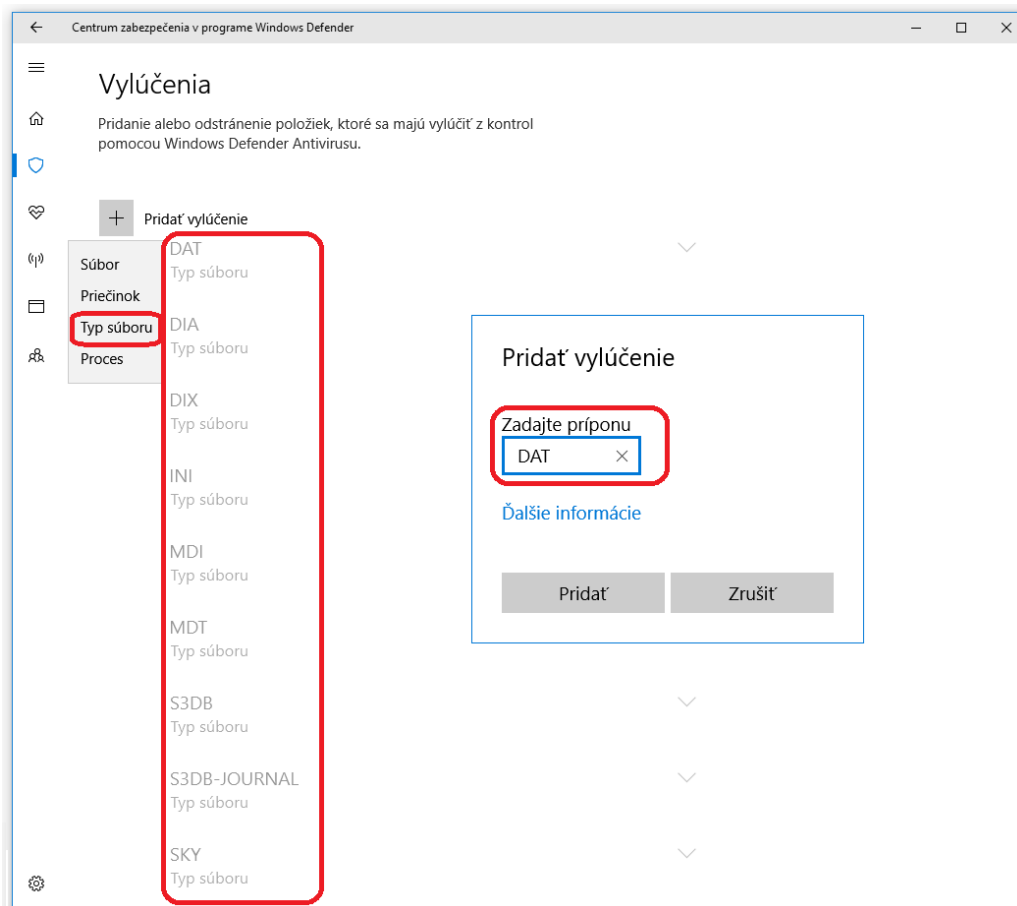 Centrum zabezpečenia v programe Windows Defender
Vylúčenia
Pridanie alebo odstránenie položiek, ktoré sa majú vylúčiť z kontrol
pomocou Windows Defender Antivirusu.
Pridať vylúčenie
Súbor
Priečinok
Typ súboru
Proces
DAT
Typ súboru
DIA
Typ súboru
DIX
Typ súboru
INI
Typ súboru
MDI
Typ súboru
MDT
Typ súboru
S3DB
Typ súboru
S3DB-JOURNAL
Typ súboru
SKY
Typ súboru
Pridať vylúčenie
Zadajte príponu
DAT
Ďalšie informácie
Pridať
Zrušiť